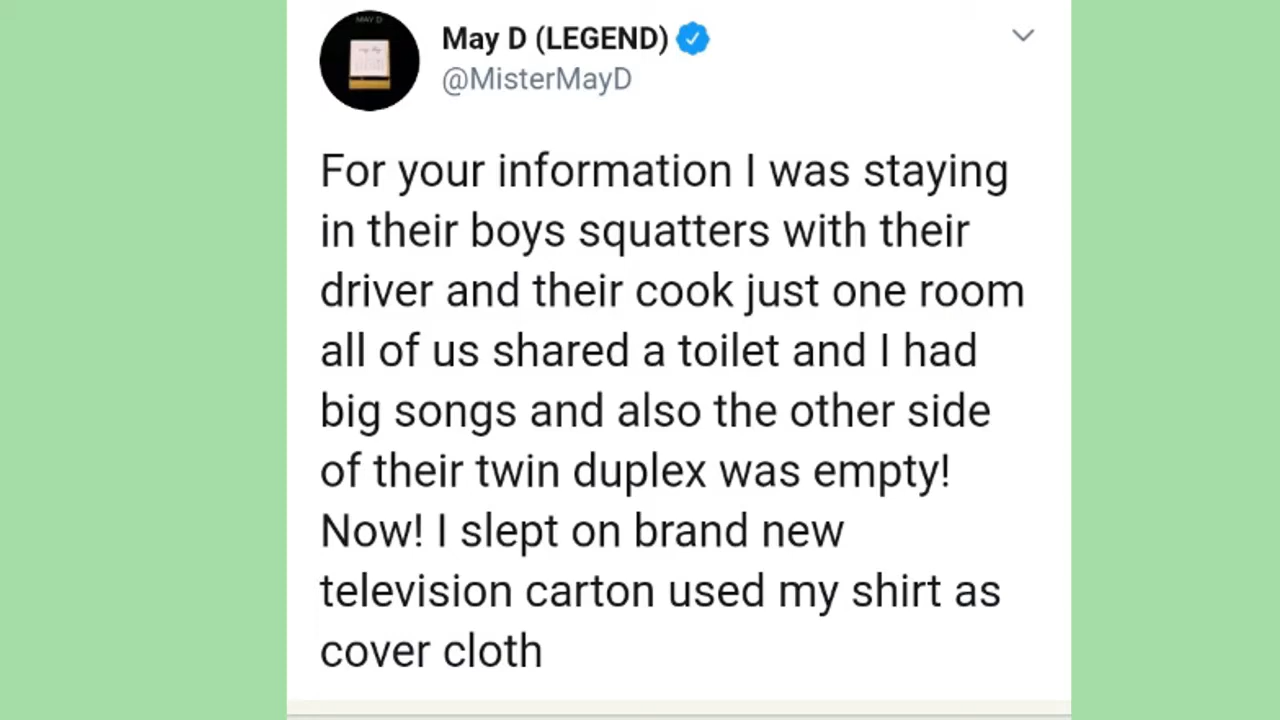 MAY D
May D (LEGEND)
@MisterMayD
For your information I was staying
in their boys squatters with their
driver and their cook just one room
all of us shared a toilet and I had
big songs and also the other side
of their twin duplex was empty!
Now! I slept on brand new
television carton used my shirt as
cover cloth